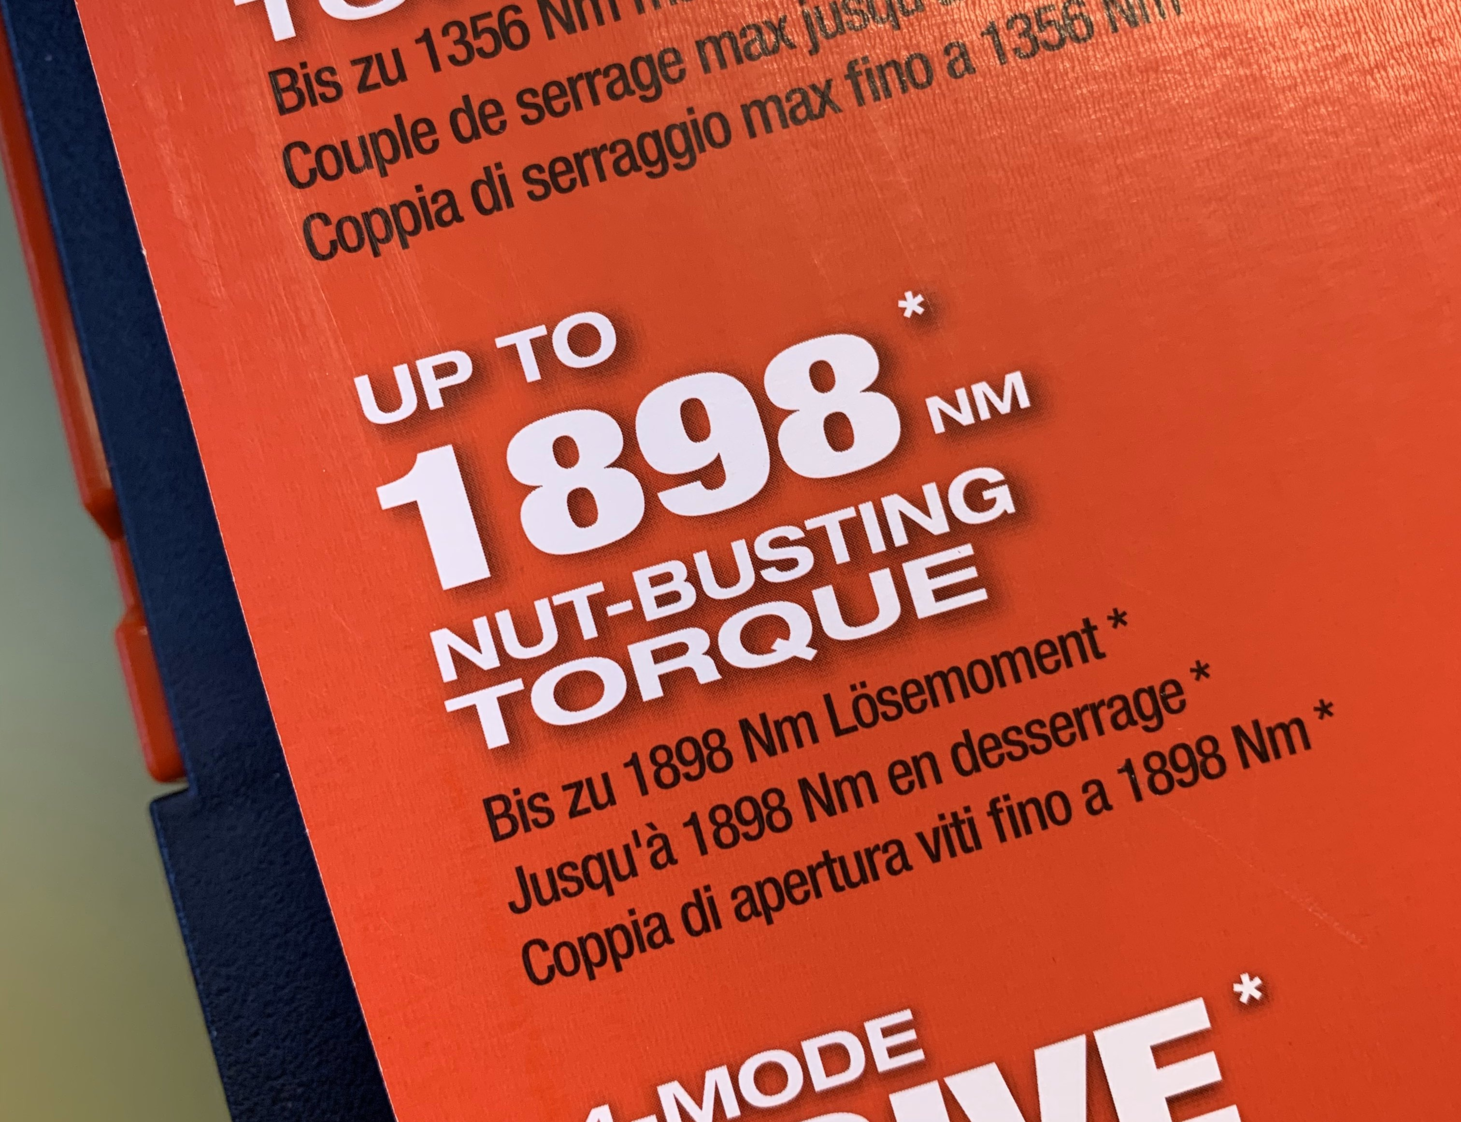 Bis zu 1356 Nm
Couple de serrage max jusqu'à
Coppia di serraggio max fino a 1356 Nm
UP TO
1898* NM
NUT-BUSTING
TORQUE
Bis zu 1898 Nm Lösemoment*
Jusqu'à 1898 Nm en desserrage*
Coppia di apertura viti fino a 1898 Nm*
4-MODE
*